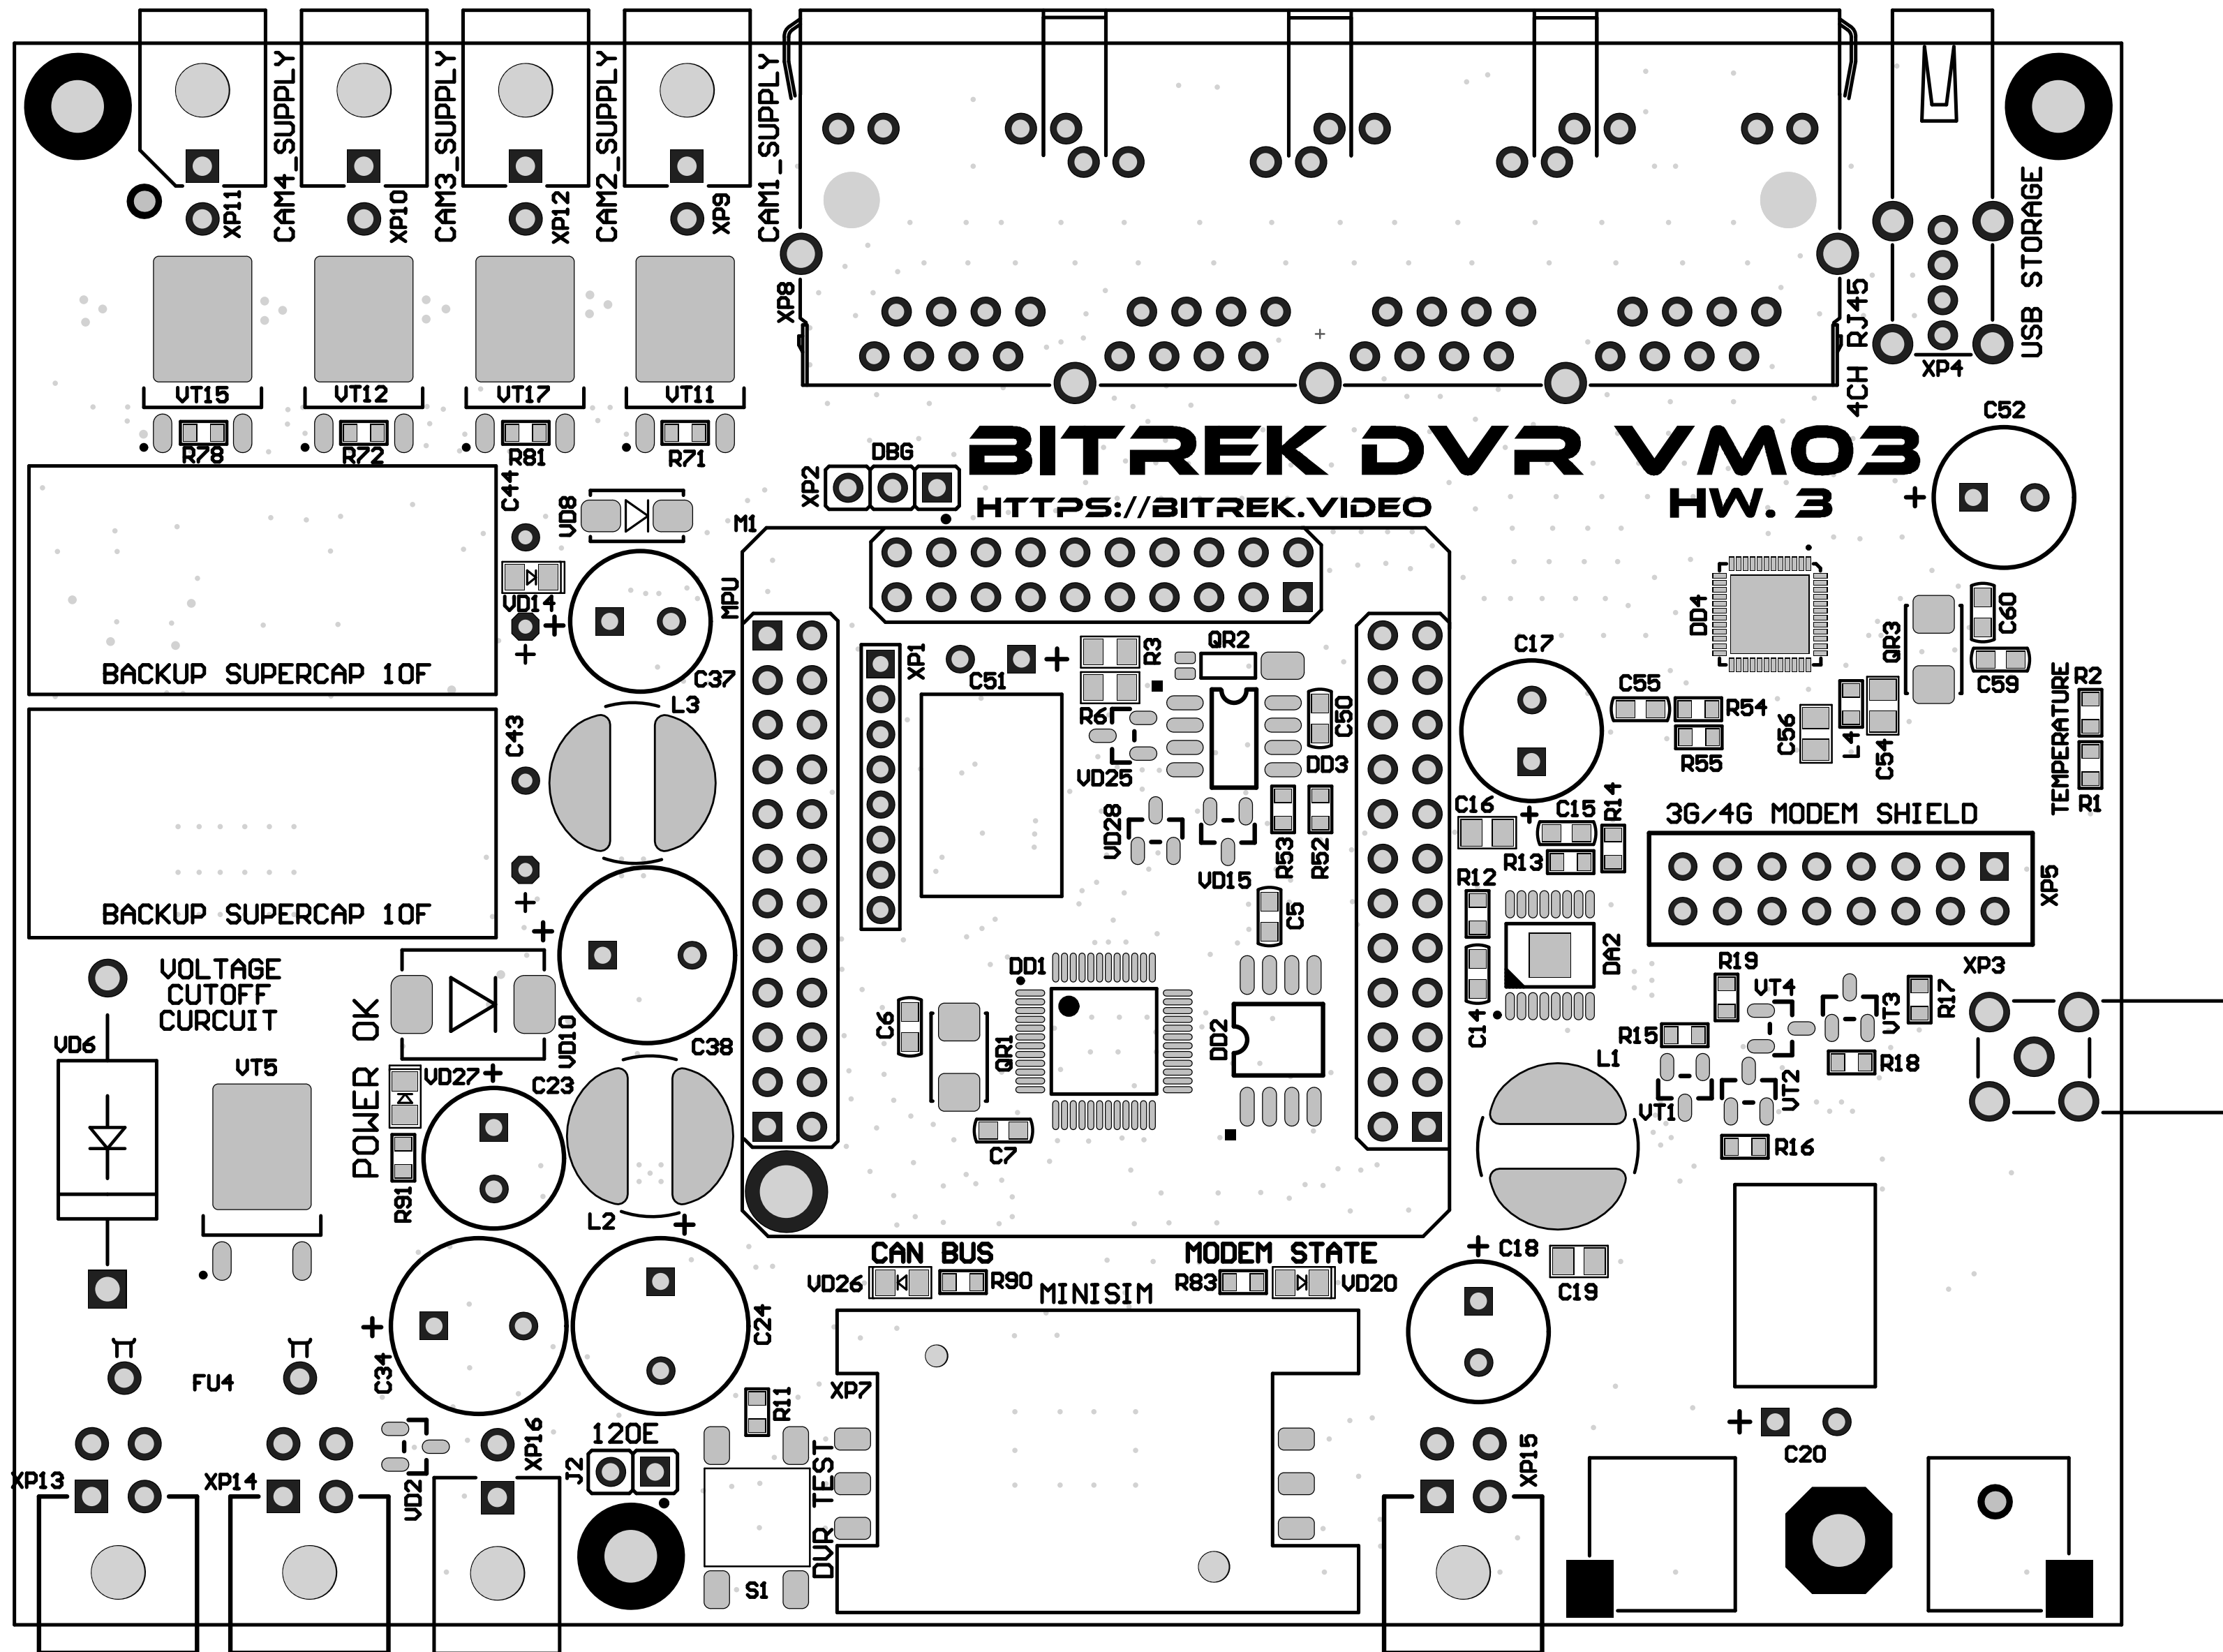 CAM4_SUPPLY
CAM3_SUPPLY
CAM2_SUPPLY
CAM1_SUPPLY
XP11
XP10
XP12
XP9
XP8
4CH RJ45
USB STORAGE
XP4
VT15
VT12
VT17
VT11
R78
R72
R81
R71
C52
BITREK DVR VM03
HTTPS://BITREK.VIDEO
HW. 3
DBG
XP2
C44
VD8
M1
VD14
MPU
+
+
+
BACKUP SUPERCAP 10F
C37
L3
C43
XP1
C51
+
R3
QR2
R6
C50
DD3
VD25
C17
+
DD4
QR3
C60
C59
C55
R54
R55
C56
L4
C54
TEMPERATURE
R2
R1
VD28
VD15
R53
R52
C16
C15
R14
R13
R12
3G/4G MODEM SHIELD
XP5
BACKUP SUPERCAP 10F
+
+
C5
DA2
VOLTAGE
CUTOFF
CURCUIT
POWER OK
VD10
C38
DD1
C6
QR1
DD2
C14
R19
VT4
VT3
R17
XP3
R15
R18
VT1
VT2
R16
L1
VD6
VT5
VD27
+
C23
C7
R91
L2
+
CAN BUS
MODEM STATE
VD26
R90
MINISIM
R83
VD20
+
C18
C19
C34
+
C24
FU4
XP7
R11
120E
J2
XP16
XP13
XP14
VD2
DVR TEST
S1
XP15
+
C20